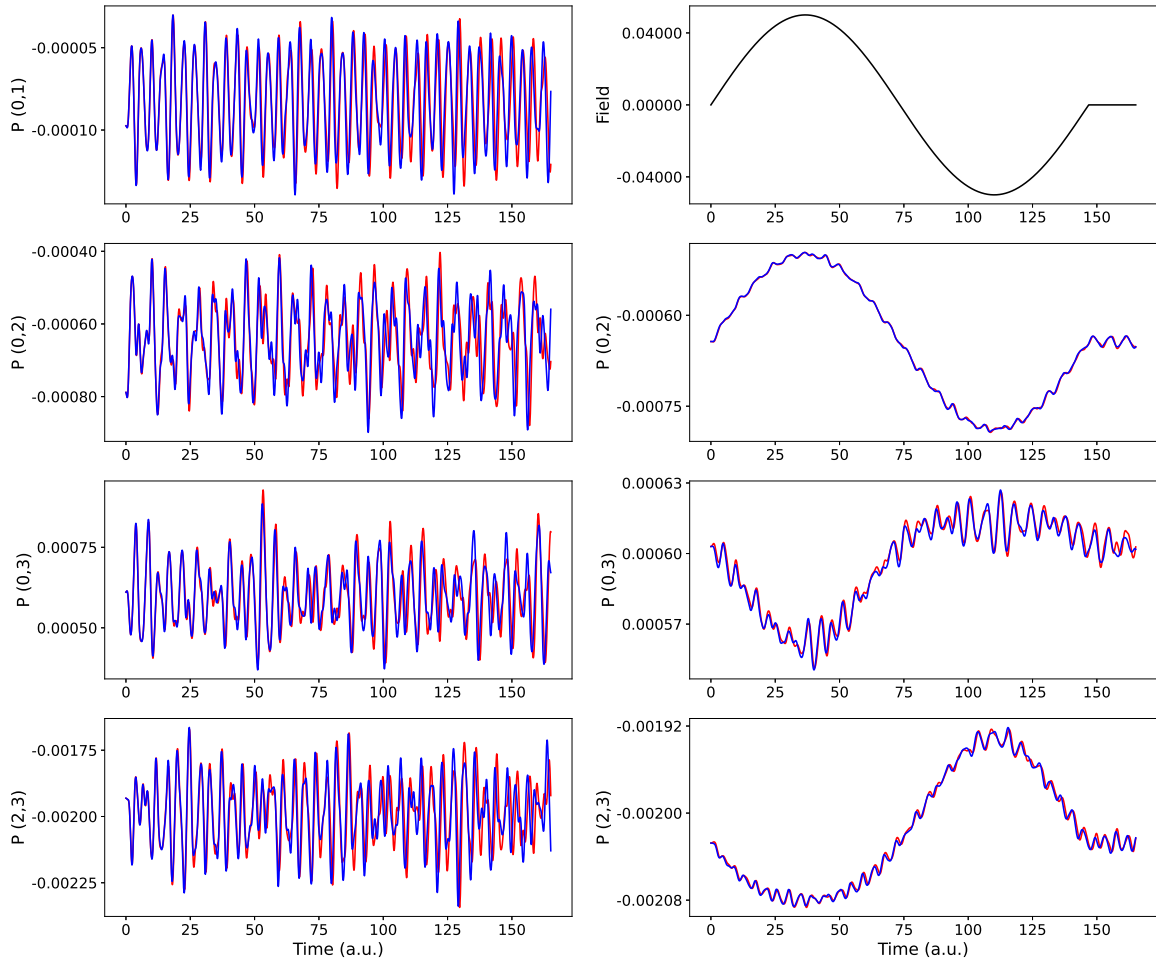 -0.00005
-0.00010
P (0,1)
0 25 50 75 100 125 150
0.04000
0.00000
-0.04000
Field
0 25 50 75 100 125 150
-0.00040
-0.00060
-0.00080
P (0,2)
0 25 50 75 100 125 150
-0.00060
-0.00075
P (0,2)
0 25 50 75 100 125 150
0.00075
0.00050
P (0,3)
0 25 50 75 100 125 150
0.00063
0.00060
0.00057
P (0,3)
0 25 50 75 100 125 150
-0.00175
-0.00200
-0.00225
P (2,3)
0 25 50 75 100 125 150
Time (a.u.)
-0.00192
-0.00200
-0.00208
P (2,3)
0 25 50 75 100 125 150
Time (a.u.)